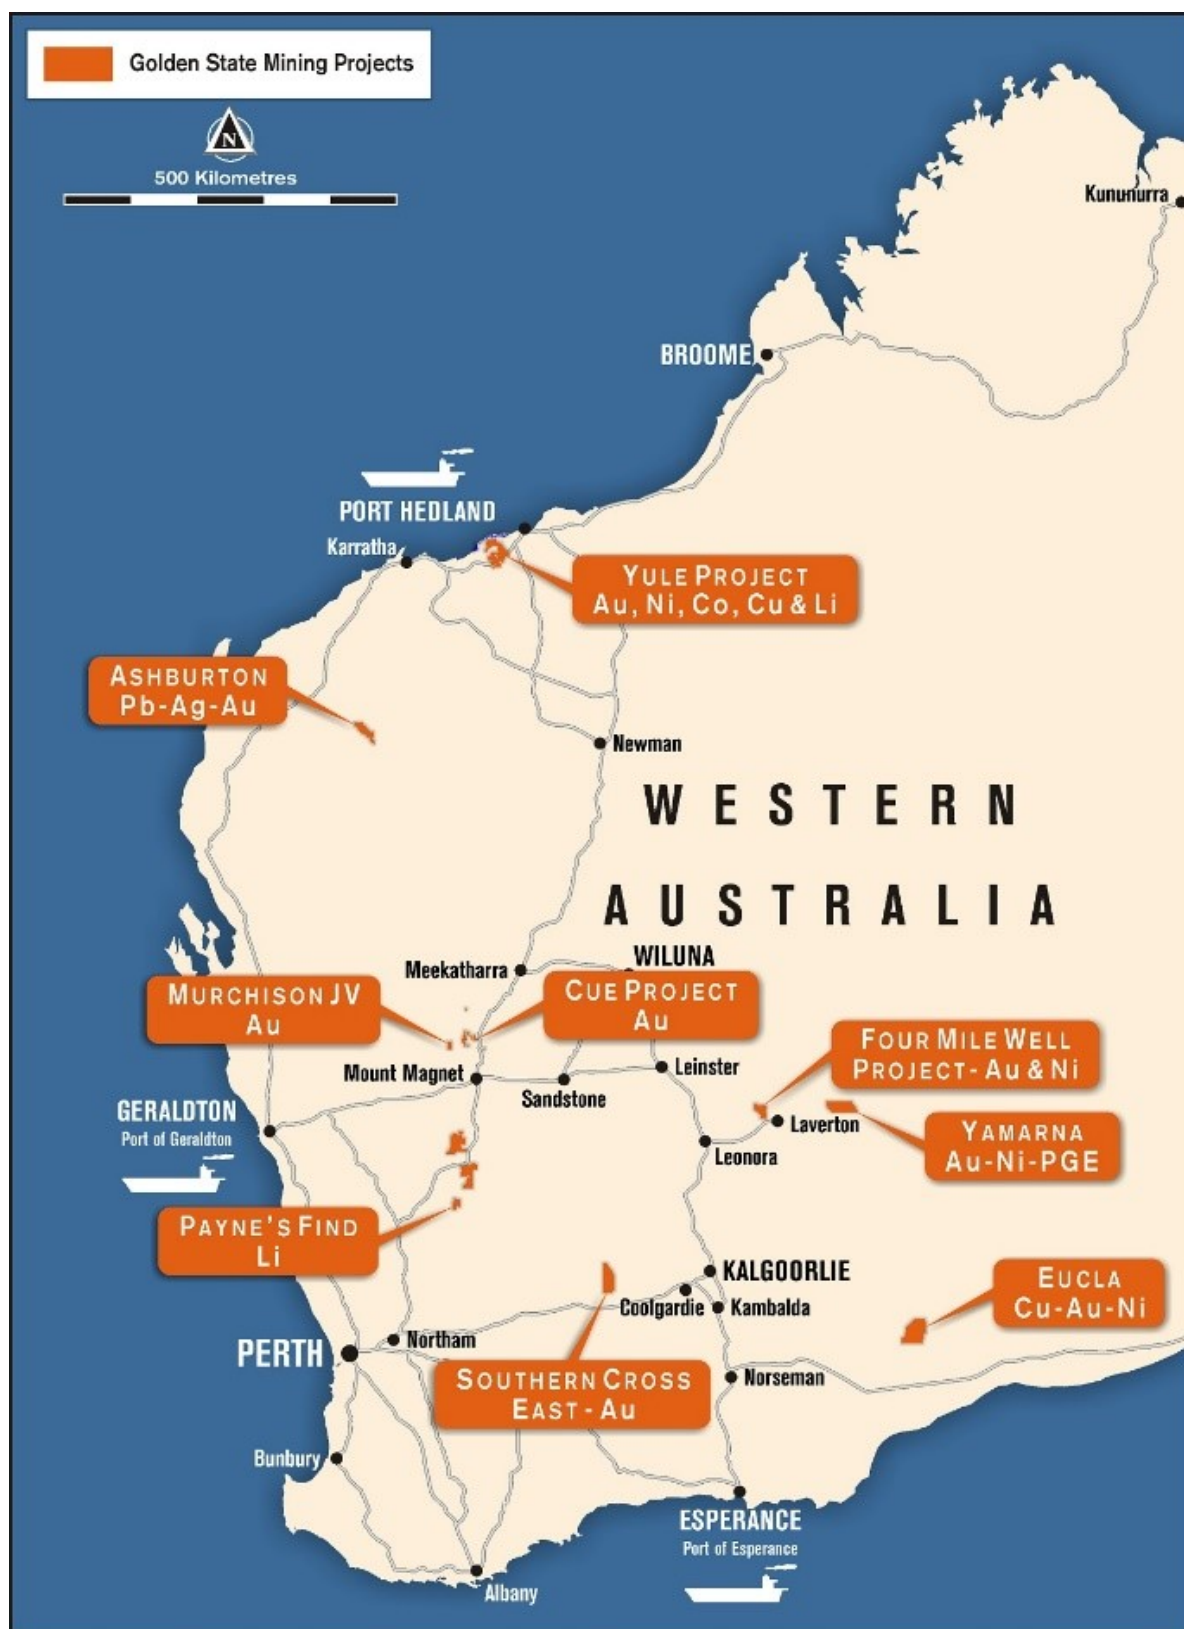 Golden State Mining Projects
N
500 Kilometres
Kununurra
BROOME
PORT HEDLAND
Karratha
YULE PROJECT
Au, Ni, Co, Cu & Li
ASHBURTON
Pb-Ag-Au
Newman
WESTERN
AUSTRALIA
Meekatharra
WILUNA
MURCHISON JV
Au
CUE PROJECT
Au
FOUR MILE WELL
PROJECT - Au & Ni
Mount Magnet
Leinster
Sandstone
GERALDTON
Port of Geraldton
Laverton
YAMARNA
Au-Ni-PGE
Leonora
PAYNE'S FIND
Li
KALGOORLIE
Coolgardie
Kambalda
EUCLA
Cu-Au-Ni
PERTH
Northam
SOUTHERN CROSS
EAST - Au
Norseman
Bunbury
ESPERANCE
Port of Esperance
Albany